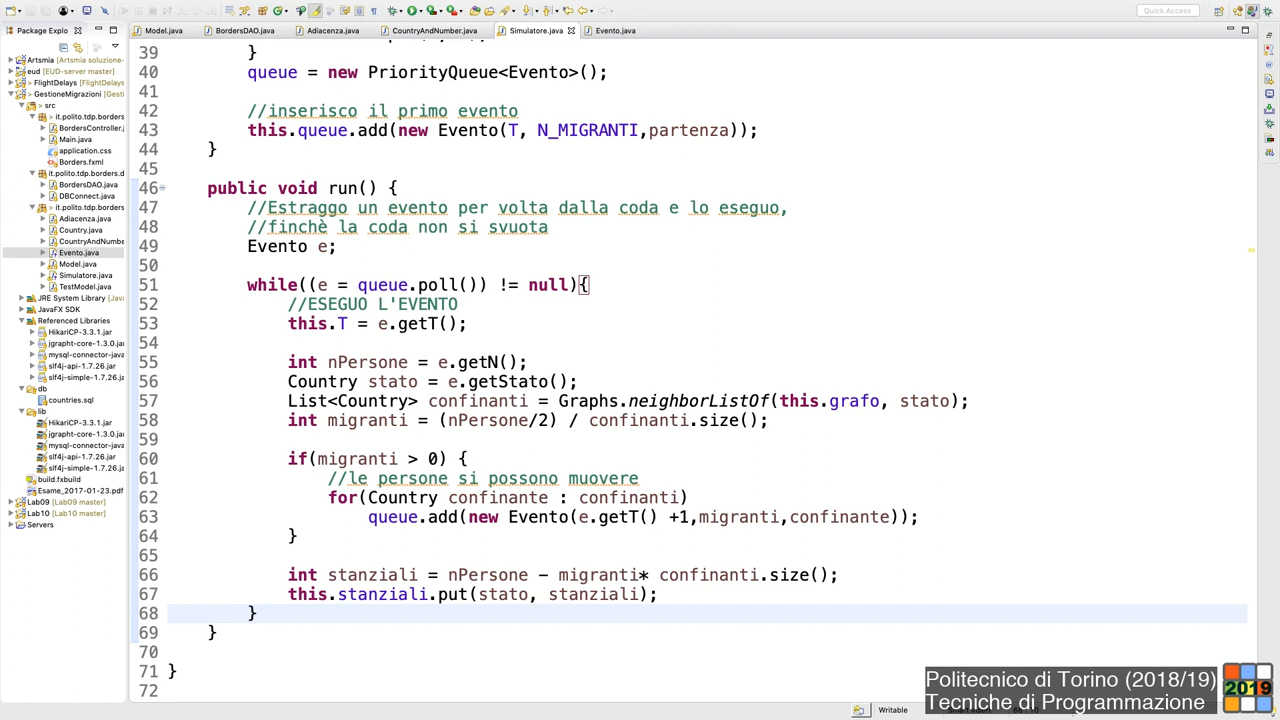 Quick Access
Package Explo
Model.java
BordersDAO.java
Adiacenza.java
CountryAndNumber.java
Simulatore.java
Evento.java
Artsmia (Artsmia soluzione-
eud (EUD-server master)
> FlightDelays (FlightDelays
> GestioneMigrazioni (Gesti
> src
> it.polito.tdp.borders
BordersController.j
Main.java
application.css
Borders.fxml
it.polito.tdp.borders.d
BordersDAO.java
DBConnect.java
> it.polito.tdp.borders
Adiacenza.java
Country.java
CountryAndNumbe
Evento.java
Model.java
Simulatore.java
TestModel.java
JRE System Library (Java
JavaFX SDK
Referenced Libraries
HikariCP-3.3.1.jar
jgrapht-core-1.3.0.jar
mysql-connector-java
slf4j-api-1.7.26.jar
slf4j-simple-1.7.26.jar
db
countries.sql
lib
HikariCP-3.3.1.jar
jgrapht-core-1.3.0.jar
mysql-connector-java
slf4j-api-1.7.26.jar
slf4j-simple-1.7.26.jar
build.fxbuild
Esame_2017-01-23.pdf
Lab09 (Lab09 master)
Lab10 (Lab10 master)
Servers
39 }
40 queue = new PriorityQueue<Evento>();
41
42 //inserisco il primo evento
43 this.queue.add(new Evento(T, N_MIGRANTI,partenza));
44 }
45
46 public void run() {
47 //Estraggo un evento per volta dalla coda e lo eseguo,
48 //finchè la coda non si svuota
49 Evento e;
50
51 while((e = queue.poll()) != null){
52 //ESEGUO L'EVENTO
53 this.T = e.getT();
54
55 int nPersone = e.getN();
56 Country stato = e.getStato();
57 List<Country> confinanti = Graphs.neighborListOf(this.grafo, stato);
58 int migranti = (nPersone/2) / confinanti.size();
59
60 if(migranti > 0) {
61 //le persone si possono muovere
62 for(Country confinante : confinanti)
63 queue.add(new Evento(e.getT() +1,migranti,confinante));
64 }
65
66 int stanziali = nPersone - migranti* confinanti.size();
67 this.stanziali.put(stato, stanziali);
68 }
69 }
70
71 }
72
Writable
Politecnico di Torino (2018/19)
Tecniche di Programmazione
2019